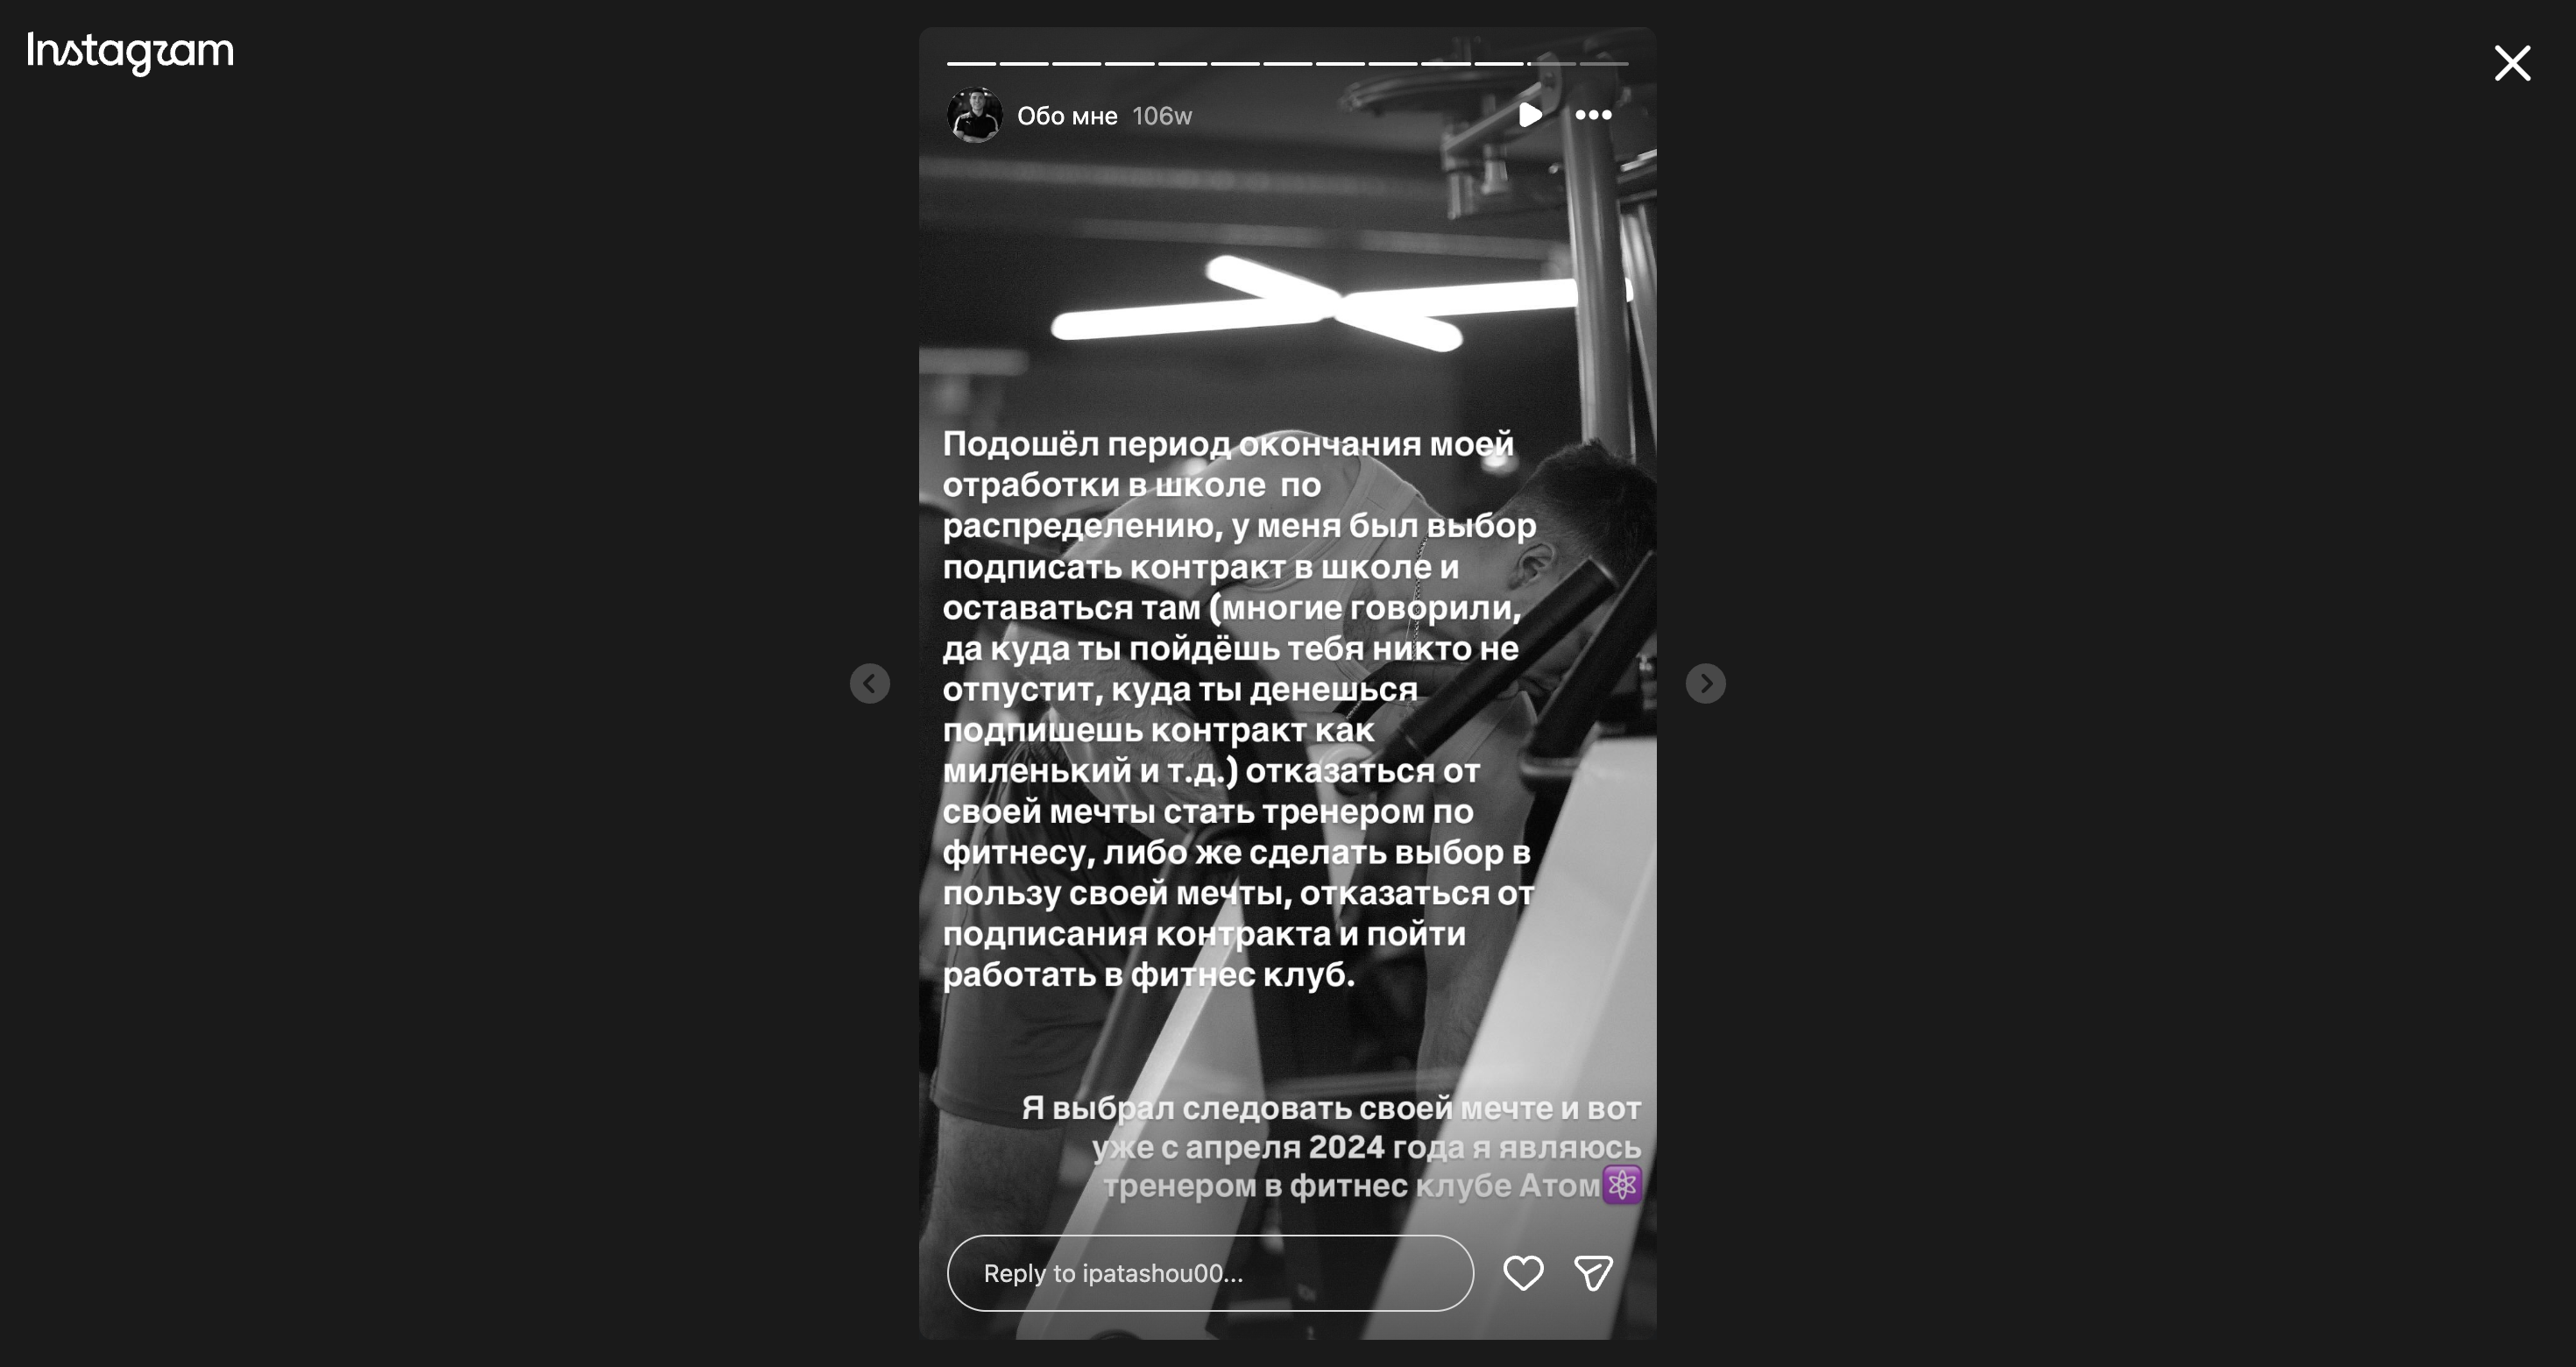 Instagram
Обо мне 106w
Подошёл период окончания моей
отработки в школе по
распределению, у меня был выбор
подписать контракт в школе и
оставаться там (многие говорили,
да куда ты пойдёшь тебя никто не
отпустит, куда ты денешься
подпишешь контракт как
миленький и т.д.) отказаться от
своей мечты стать тренером по
фитнесу, либо же сделать выбор в
пользу своей мечты, отказаться от
подписания контракта и пойти
работать в фитнес клуб.
Я выбрал следовать своей мечте и вот
уже с апреля 2024 года я являюсь
тренером в фитнес клубе Атом⚛️
Reply to ipatashou00...